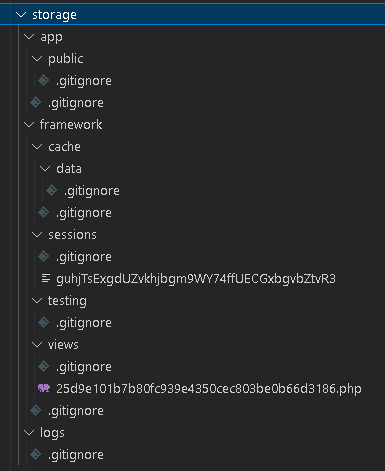 storage
app
public
.gitignore
.gitignore
framework
cache
data
.gitignore
.gitignore
sessions
.gitignore
guhjTsExgdUZvkhjbgm9WY74ffUECGxbgvbZtvR3
testing
.gitignore
views
.gitignore
25d9e101b7b80fc939e4350cec803be0b66d3186.php
.gitignore
logs
.gitignore